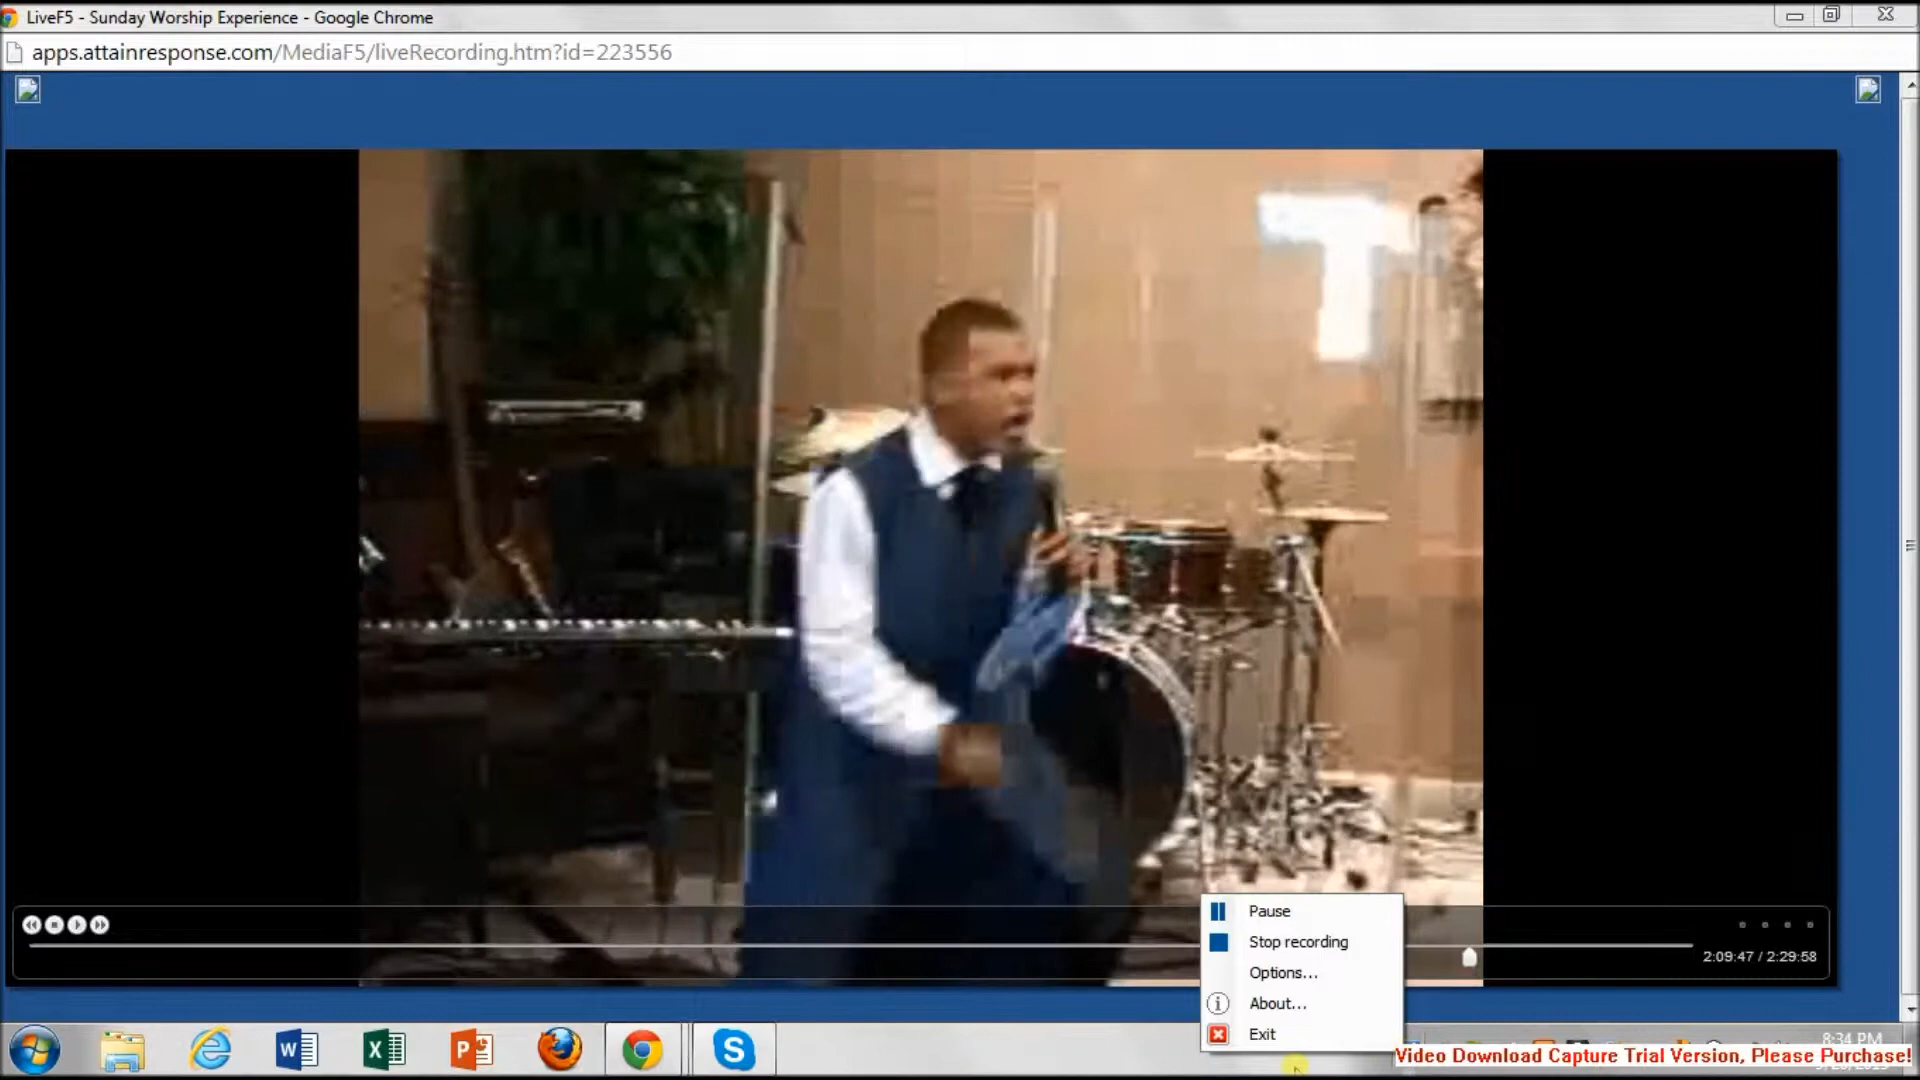 LiveF5 - Sunday Worship Experience - Google Chrome
apps.attainresponse.com/MediaF5/liveRecording.htm?id=223556
T
Pause
Stop recording
2:09:47 / 2:29:58
Options...
About...
Exit
8:34 PM
Video Download Capture Trial Version, Please Purchase!